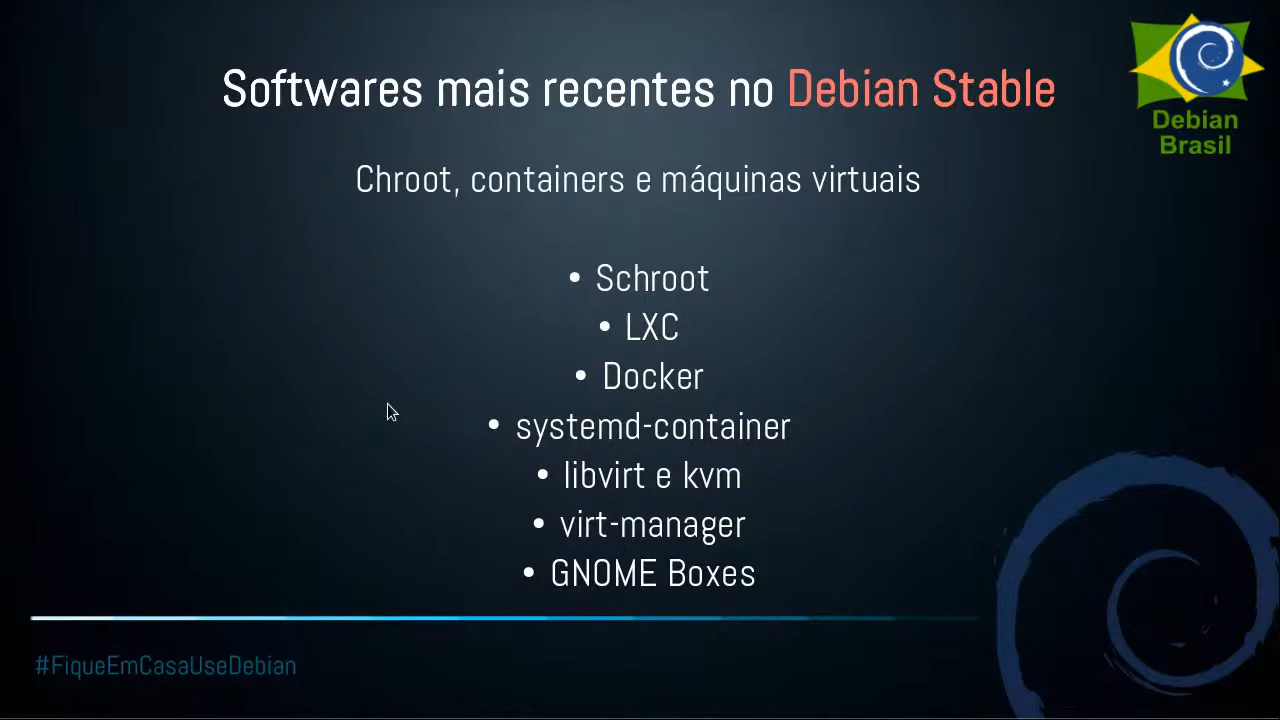 Softwares mais recentes no Debian Stable
Debian
Brasil
Chroot, containers e máquinas virtuais
• Schroot
• LXC
• Docker
• systemd-container
• libvirt e kvm
• virt-manager
• GNOME Boxes
#FiqueEmCasaUseDebian